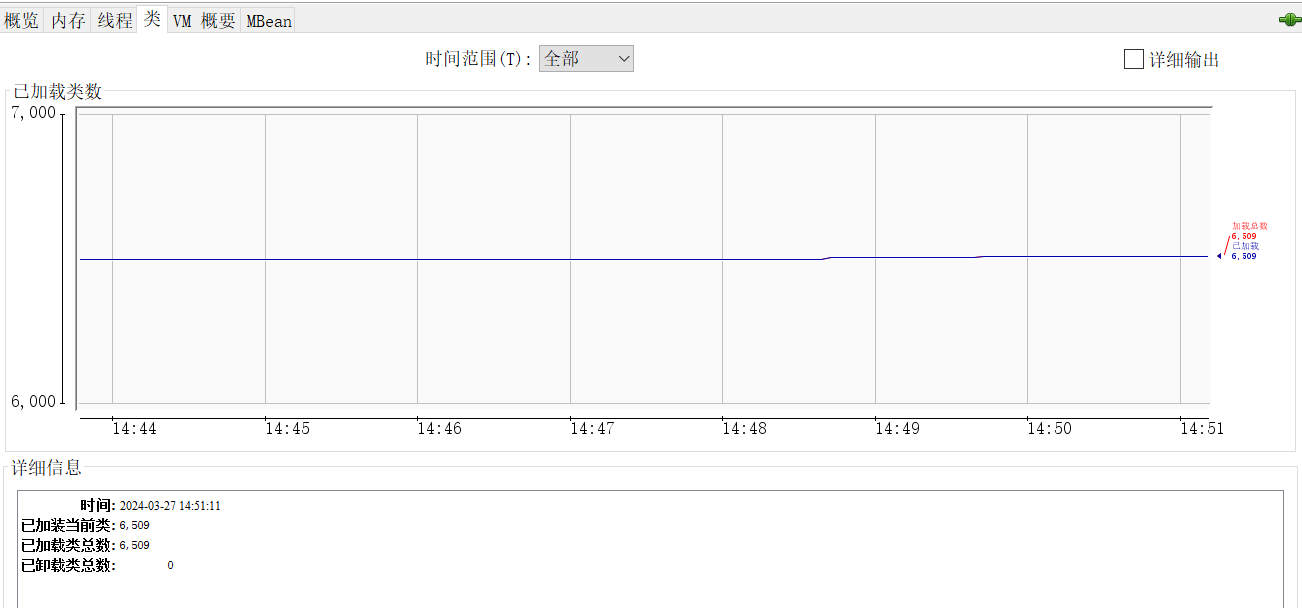 概览 内存 线程 类 VM 概要 MBean
时间范围(T): 全部 详细输出
已加载类数
7,000
加载总数
6,509
已加载
6,509
6,000
14:44 14:45 14:46 14:47 14:48 14:49 14:50 14:51
详细信息
时间: 2024-03-27 14:51:11
已加装当前类: 6,509
已加载类总数: 6,509
已卸载类总数: 0